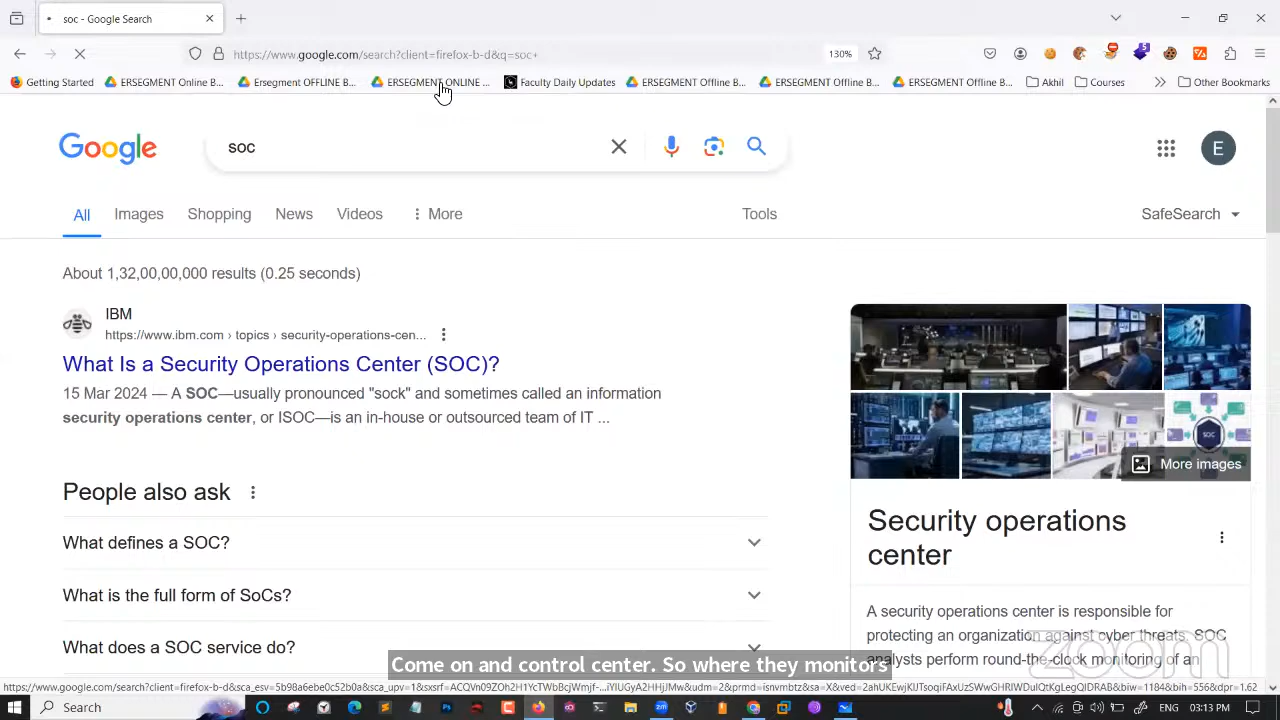 soc - Google Search
https://www.google.com/search?client=firefox-b-d&q=soc+
130%
5
Getting Started
ERSEGMENT Online B...
Ersegment OFFLINE B...
ERSEGMENT ONLINE ...
Faculty Daily Updates
ERSEGMENT Offline B...
ERSEGMENT Offline B...
ERSEGMENT Offline B...
Akhil
Courses
Other Bookmarks
Google
soc
E
All
Images
Shopping
News
Videos
More
Tools
SafeSearch
About 1,32,00,00,000 results (0.25 seconds)
IBM
https://www.ibm.com › topics › security-operations-cen...
What Is a Security Operations Center (SOC)?
15 Mar 2024 — A SOC—usually pronounced "sock" and sometimes called an information
security operations center, or ISOC—is an in-house or outsourced team of IT ...
People also ask
What defines a SOC?
What is the full form of SoCs?
What does a SOC service do?
SOC
More images
Security operations
center
A security operations center is responsible for
protecting an organization against cyber threats. SOC
analysts perform round-the-clock monitoring of an
zoom
Come on and control center. So where they monitors
Search
ENG
03:13 PM